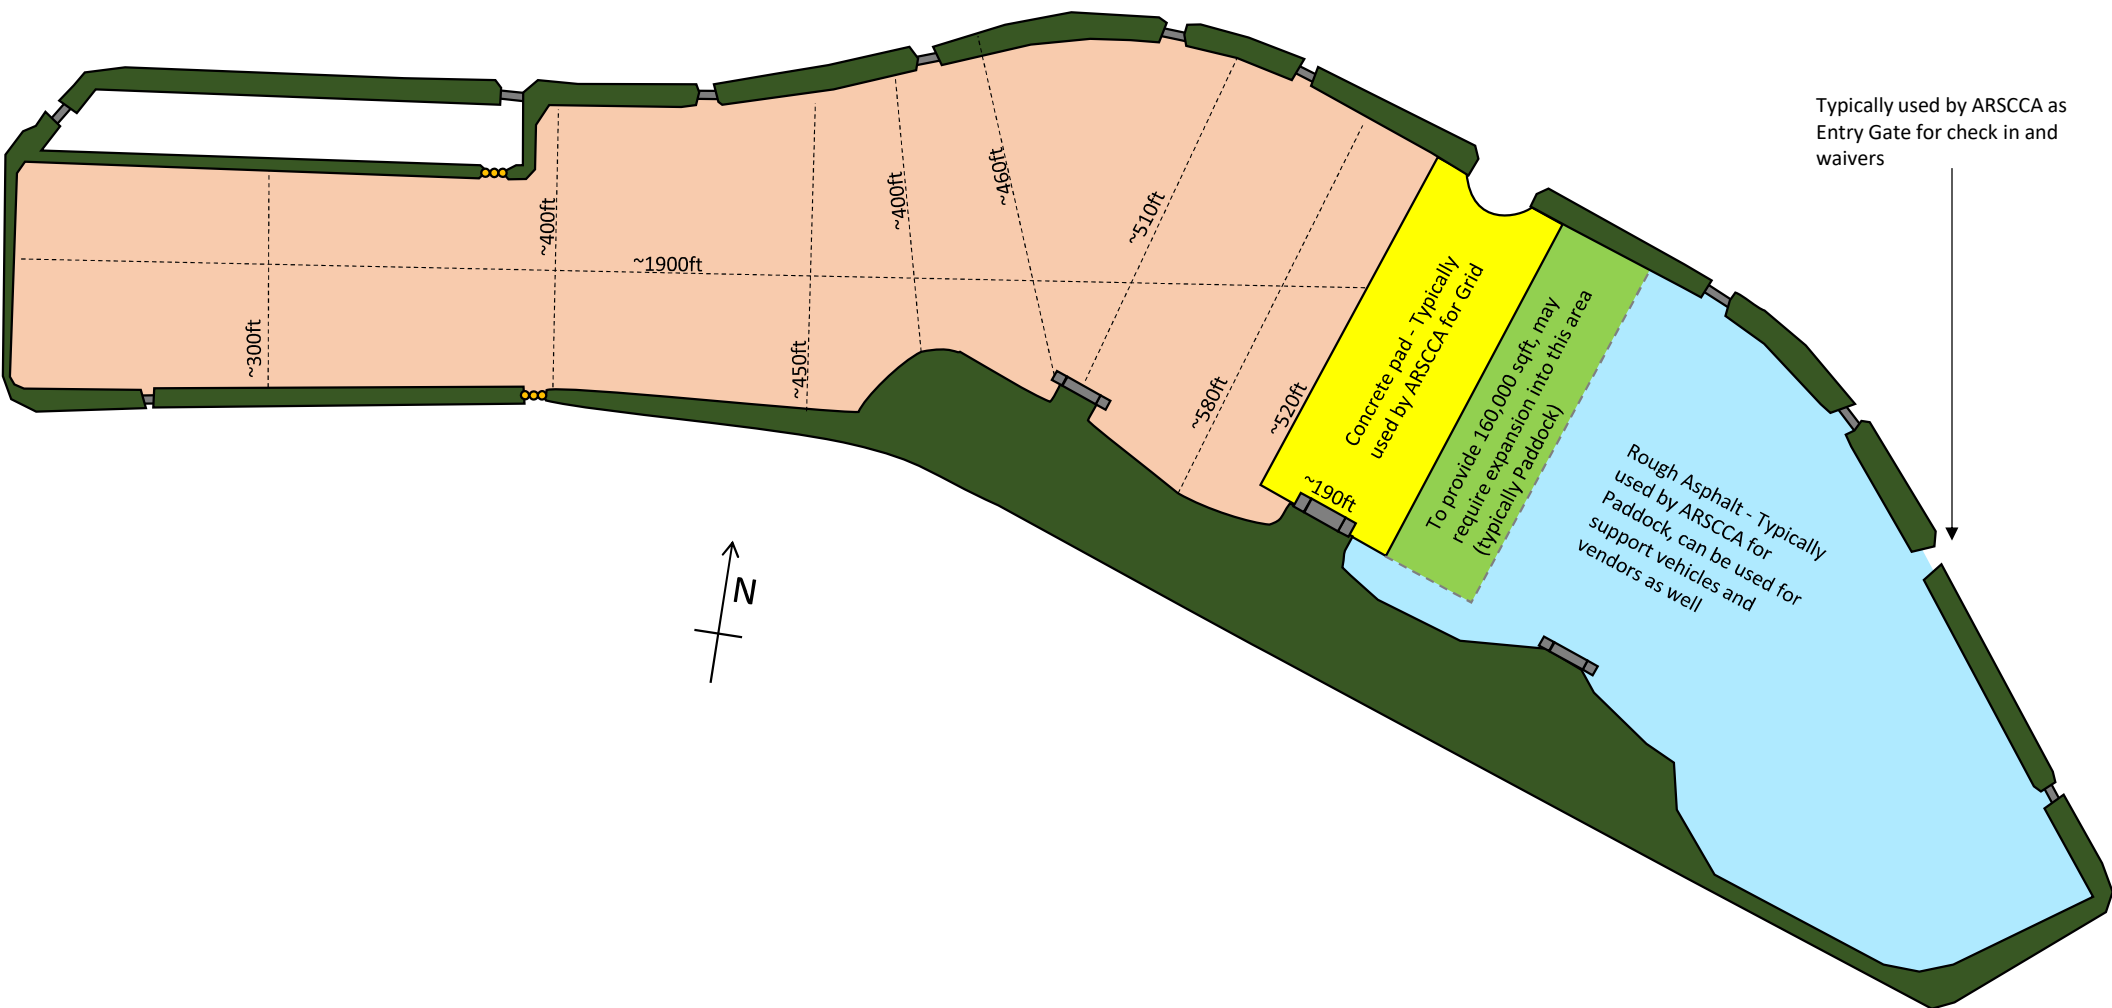 Typically used by ARSCCA as
Entry Gate for check in and
waivers
~400ft
~400ft
~460ft
~510ft
~1900ft
~300ft
~450ft
~580ft
~520ft
Concrete pad - Typically
used by ARSCCA for Grid
~190ft
To provide 160,000 sqft, may
require expansion into this area
(typically Paddock)
Rough Asphalt - Typically
used by ARSCCA for
Paddock, can be used for
support vehicles and
vendors as well
N